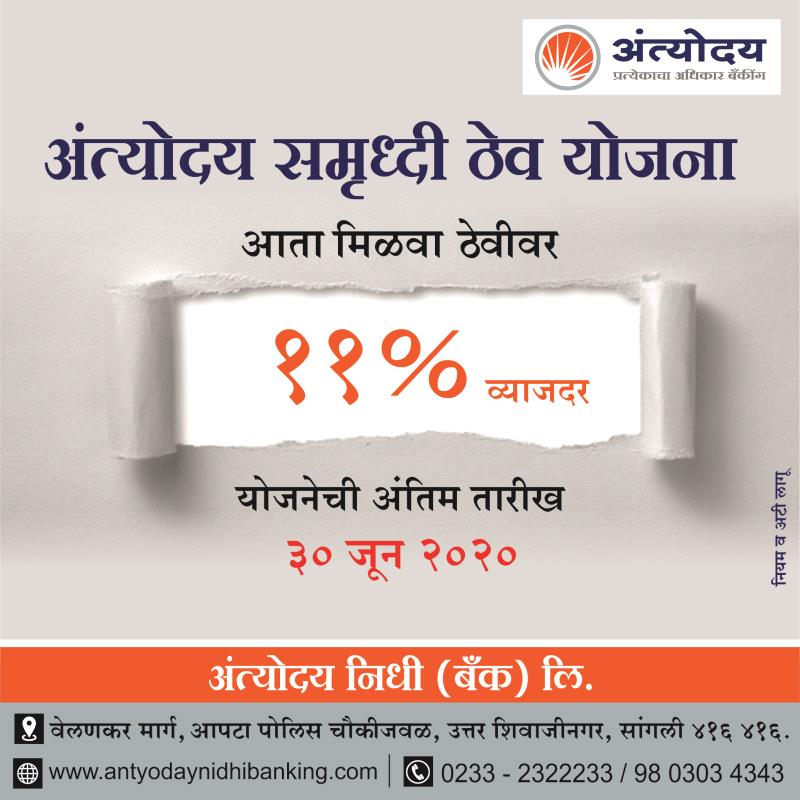 अंत्योदय
प्रत्येकाचा अधिकार बँकींग
अंत्योदय समृध्दी ठेव योजना
आता मिळवा ठेवीवर
११% व्याजदर
योजनेची अंतिम तारीख
३० जून २०२०
नियम व अटी लागू
अंत्योदय निधी (बँक) लि.
वेलणकर मार्ग, आपटा पोलिस चौकीजवळ, उत्तर शिवाजीनगर, सांगली ४१६ ४१६.
www.antyodaynidhibanking.com | 0233 - 2322233 / 98 0303 4343